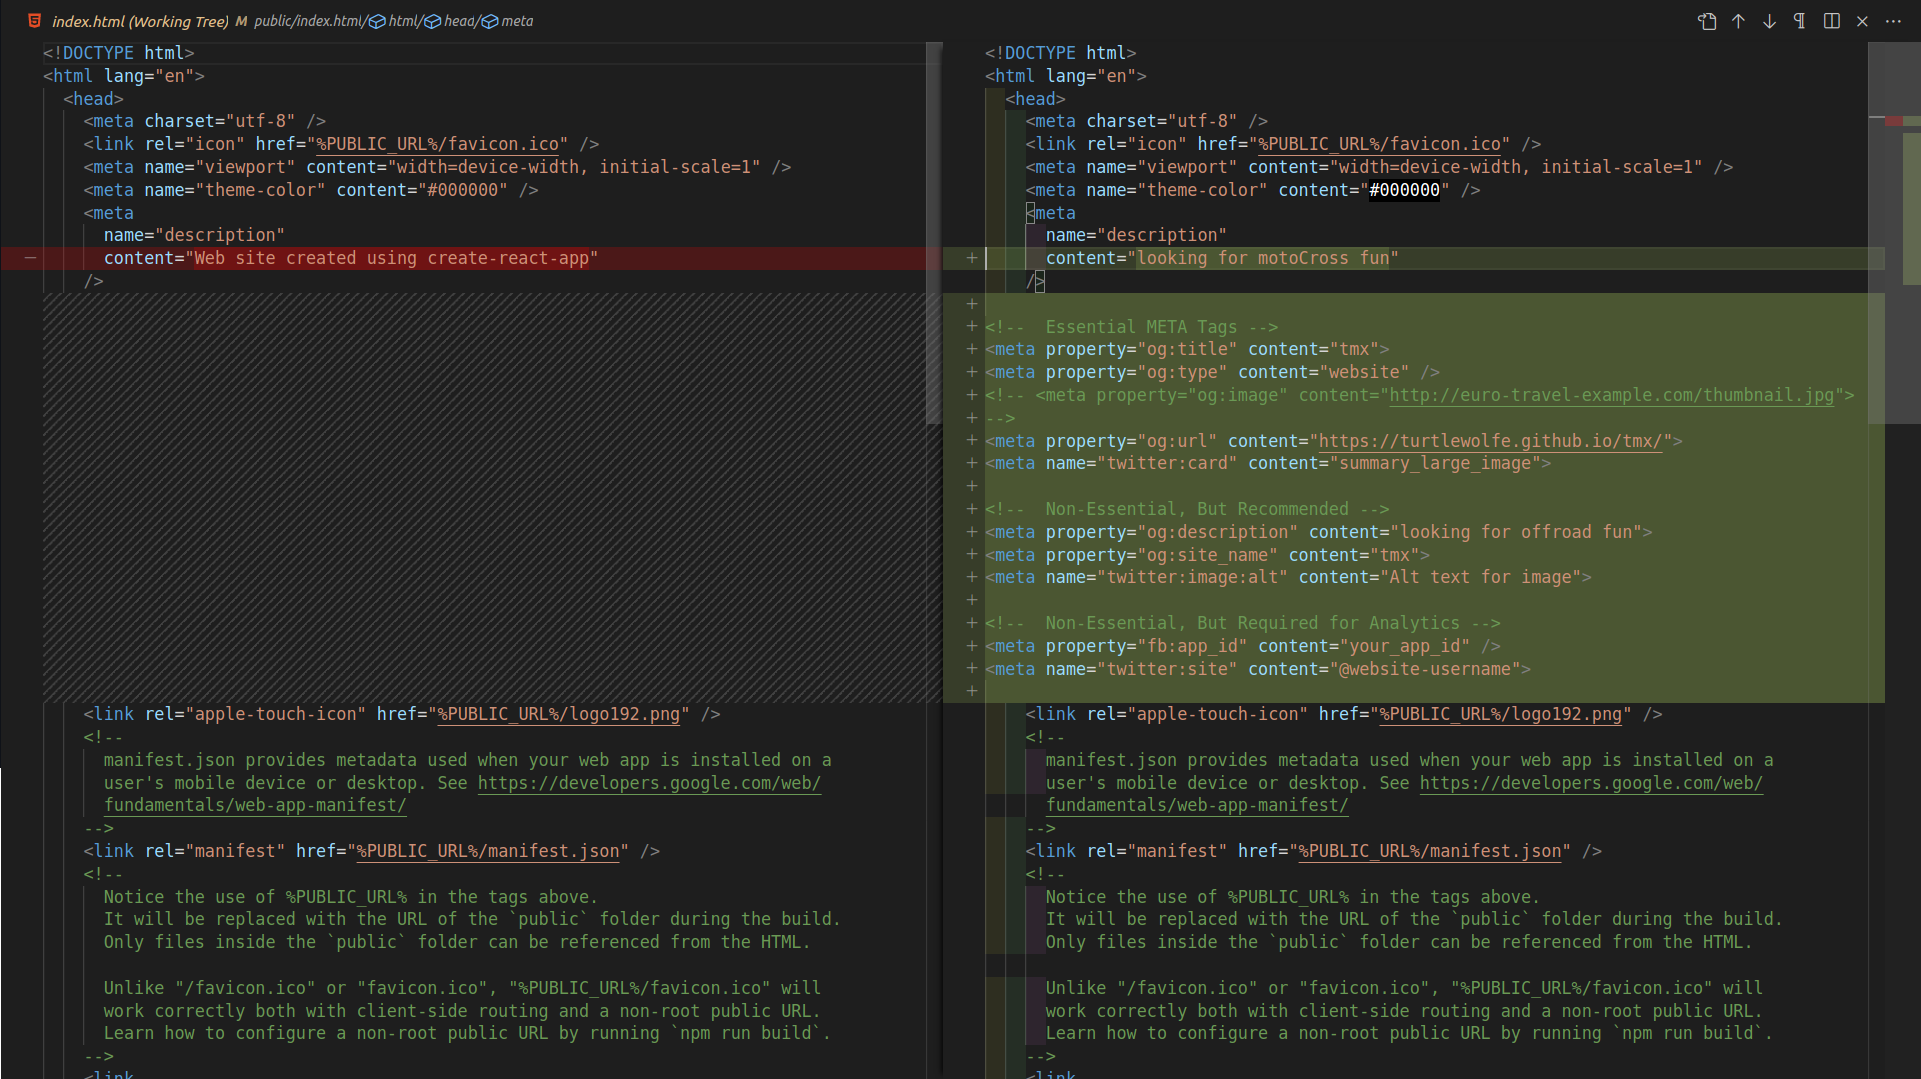 index.html (Working Tree) M public/index.html/html/head/meta
<!DOCTYPE html>
<html lang="en">
<head>
<meta charset="utf-8" />
<link rel="icon" href="%PUBLIC_URL%/favicon.ico" />
<meta name="viewport" content="width=device-width, initial-scale=1" />
<meta name="theme-color" content="#000000" />
<meta
name="description"
content="Web site created using create-react-app"
/>
<link rel="apple-touch-icon" href="%PUBLIC_URL%/logo192.png" />
<!--
manifest.json provides metadata used when your web app is installed on a
user's mobile device or desktop. See https://developers.google.com/web/
fundamentals/web-app-manifest/
-->
<link rel="manifest" href="%PUBLIC_URL%/manifest.json" />
<!--
Notice the use of %PUBLIC_URL% in the tags above.
It will be replaced with the URL of the `public` folder during the build.
Only files inside the `public` folder can be referenced from the HTML.
Unlike "/favicon.ico" or "favicon.ico", "%PUBLIC_URL%/favicon.ico" will
work correctly both with client-side routing and a non-root public URL.
Learn how to configure a non-root public URL by running `npm run build`.
-->
<link
<!DOCTYPE html>
<html lang="en">
<head>
<meta charset="utf-8" />
<link rel="icon" href="%PUBLIC_URL%/favicon.ico" />
<meta name="viewport" content="width=device-width, initial-scale=1" />
<meta name="theme-color" content="#000000" />
<meta
name="description"
content="looking for motoCross fun"
/>
<!--  Essential META Tags -->
<meta property="og:title" content="tmx">
<meta property="og:type" content="website" />
<!-- <meta property="og:image" content="http://euro-travel-example.com/thumbnail.jpg">
-->
<meta property="og:url" content="https://turtlewolfe.github.io/tmx/">
<meta name="twitter:card" content="summary_large_image">
<!--  Non-Essential, But Recommended -->
<meta property="og:description" content="looking for offroad fun">
<meta property="og:site_name" content="tmx">
<meta name="twitter:image:alt" content="Alt text for image">
<!--  Non-Essential, But Required for Analytics -->
<meta property="fb:app_id" content="your_app_id" />
<meta name="twitter:site" content="@website-username">
<link rel="apple-touch-icon" href="%PUBLIC_URL%/logo192.png" />
<!--
manifest.json provides metadata used when your web app is installed on a
user's mobile device or desktop. See https://developers.google.com/web/
fundamentals/web-app-manifest/
-->
<link rel="manifest" href="%PUBLIC_URL%/manifest.json" />
<!--
Notice the use of %PUBLIC_URL% in the tags above.
It will be replaced with the URL of the `public` folder during the build.
Only files inside the `public` folder can be referenced from the HTML.
Unlike "/favicon.ico" or "favicon.ico", "%PUBLIC_URL%/favicon.ico" will
work correctly both with client-side routing and a non-root public URL.
Learn how to configure a non-root public URL by running `npm run build`.
-->
<link